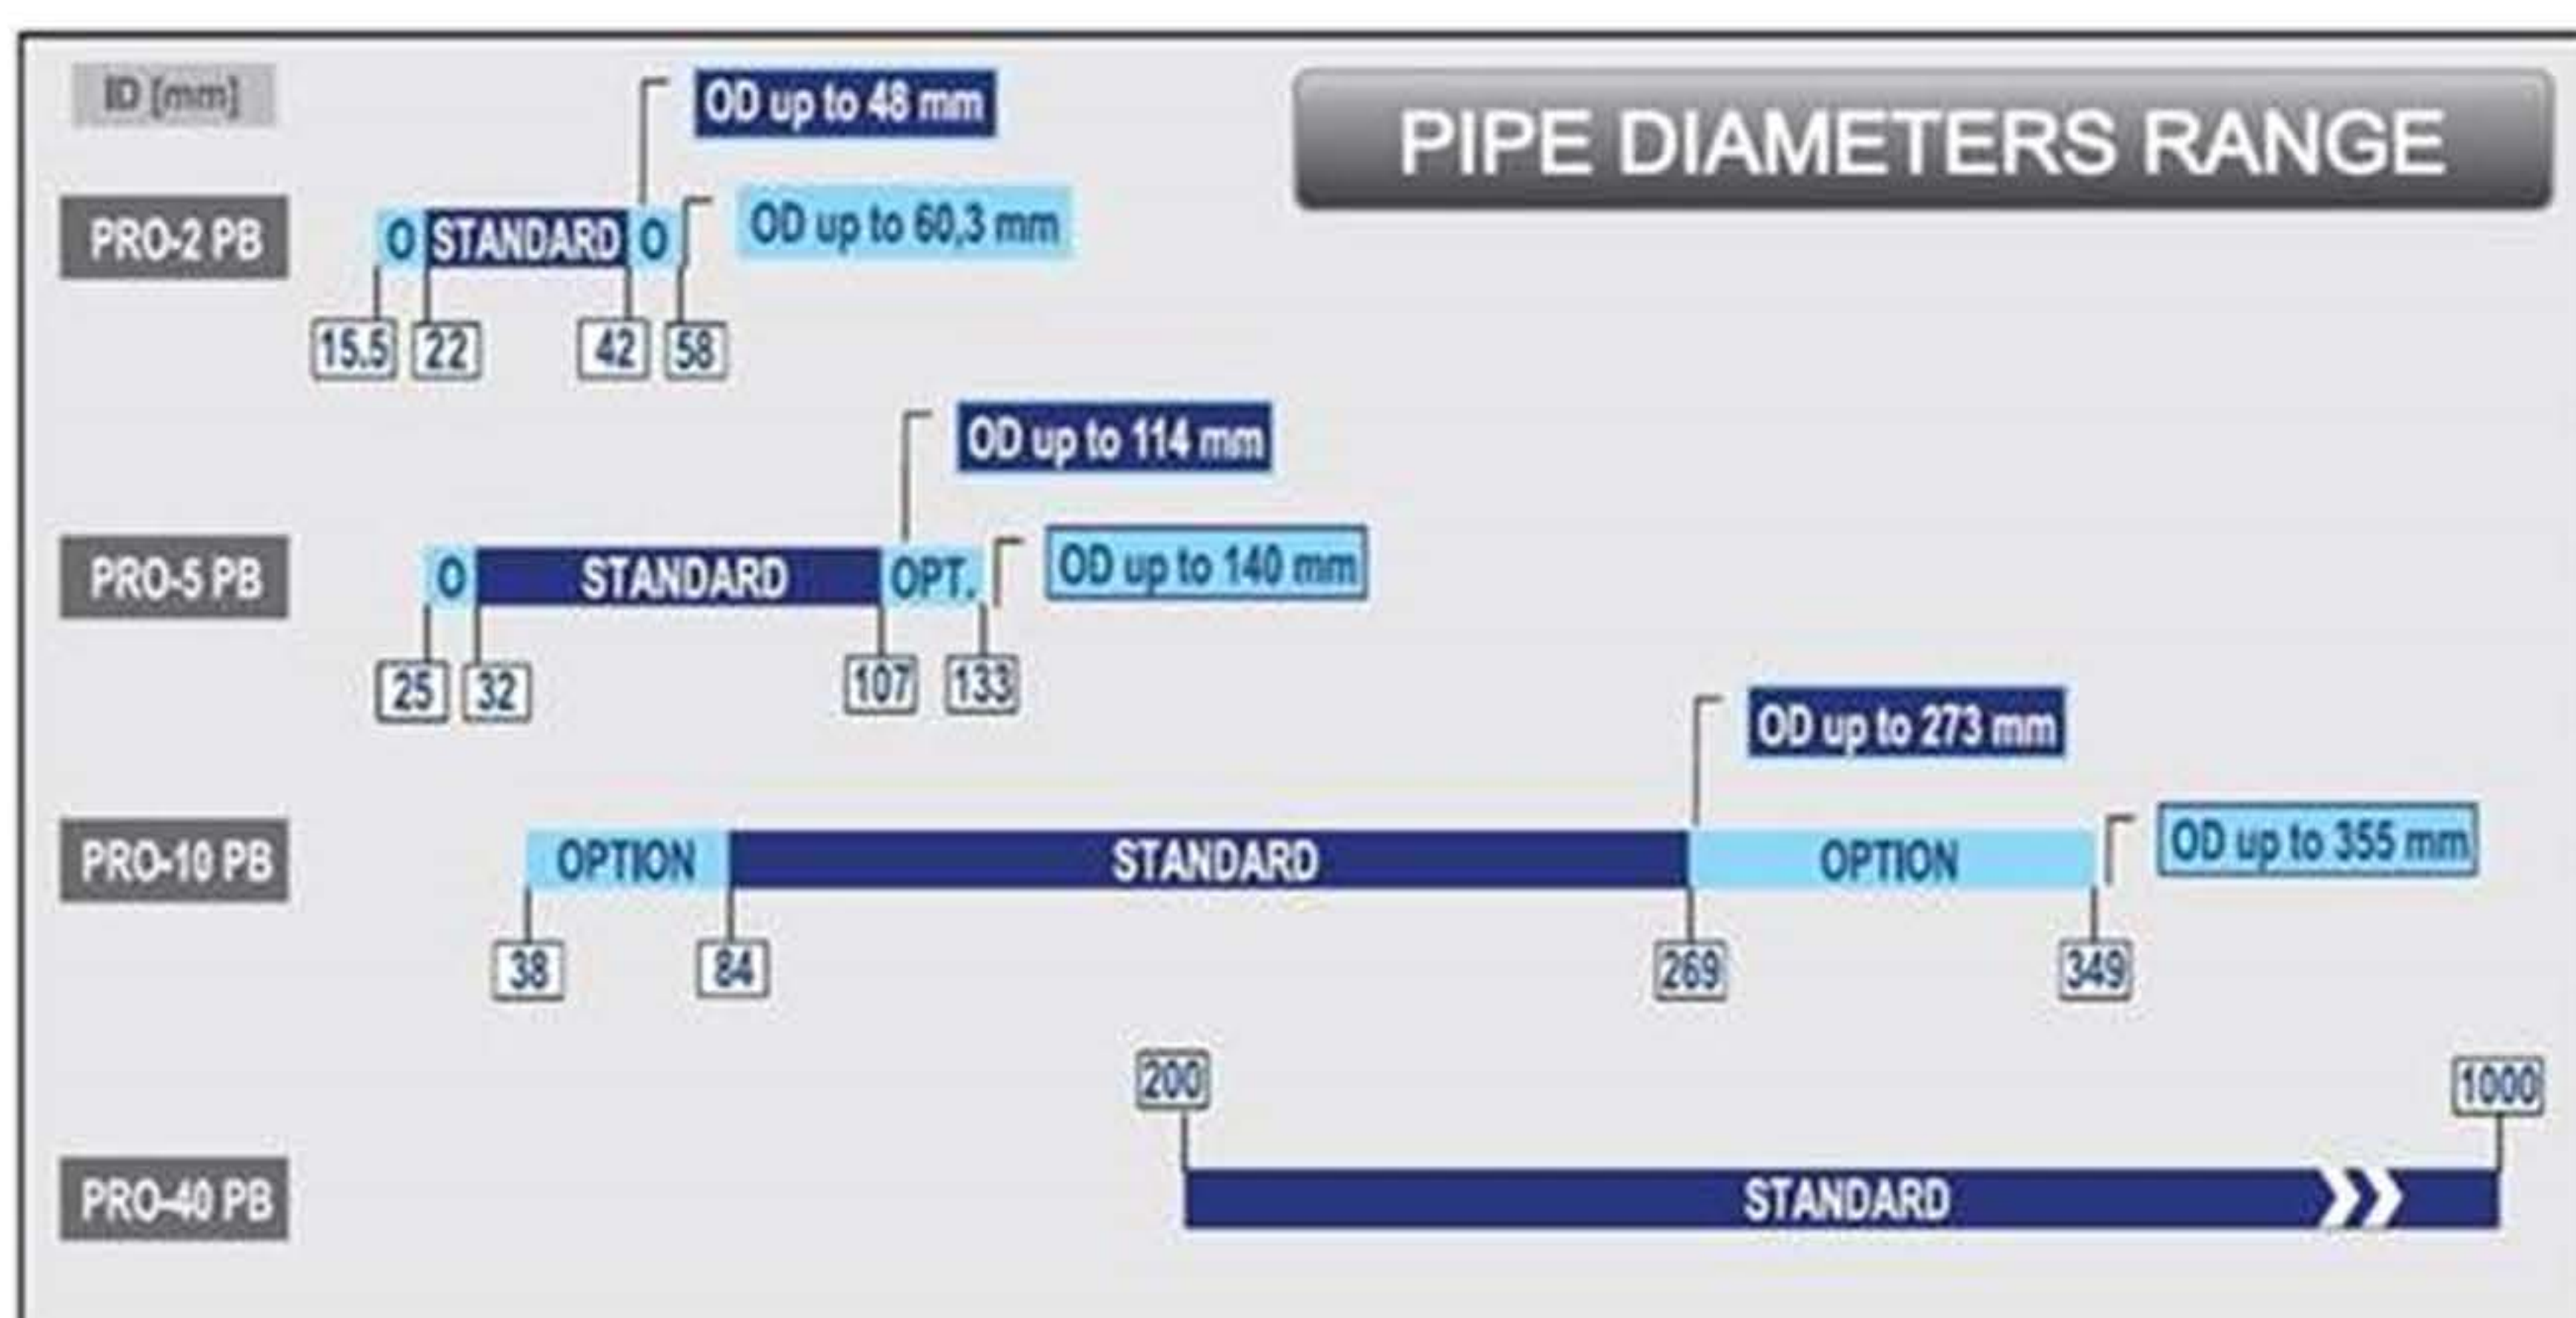 ID [mm]
OD up to 48 mm
PIPE DIAMETERS RANGE
PRO-2 PB
O
STANDARD
O
OD up to 60,3 mm
15.5
22
42
58
OD up to 114 mm
PRO-5 PB
O
STANDARD
OPT.
OD up to 140 mm
25
32
107
133
OD up to 273 mm
PRO-10 PB
OPTION
STANDARD
OPTION
OD up to 355 mm
38
84
269
349
200
1000
PRO-40 PB
STANDARD